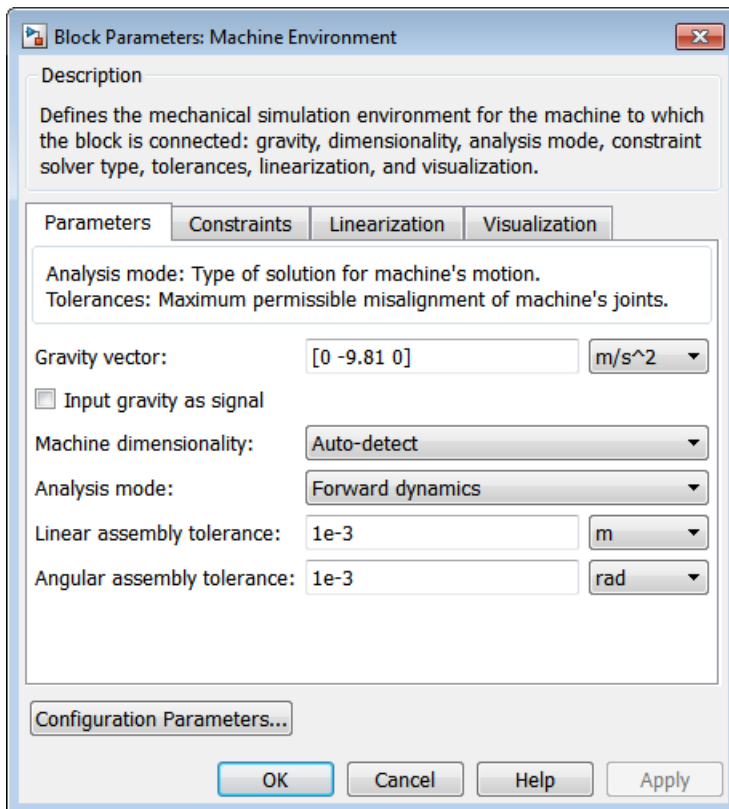 Block Parameters: Machine Environment
Description
Defines the mechanical simulation environment for the machine to which
the block is connected: gravity, dimensionality, analysis mode, constraint
solver type, tolerances, linearization, and visualization.
Parameters Constraints Linearization Visualization
Analysis mode: Type of solution for machine's motion.
Tolerances: Maximum permissible misalignment of machine's joints.
Gravity vector: [0 -9.81 0] m/s^2
Input gravity as signal
Machine dimensionality: Auto-detect
Analysis mode: Forward dynamics
Linear assembly tolerance: 1e-3 m
Angular assembly tolerance: 1e-3 rad
Configuration Parameters...
OK Cancel Help Apply